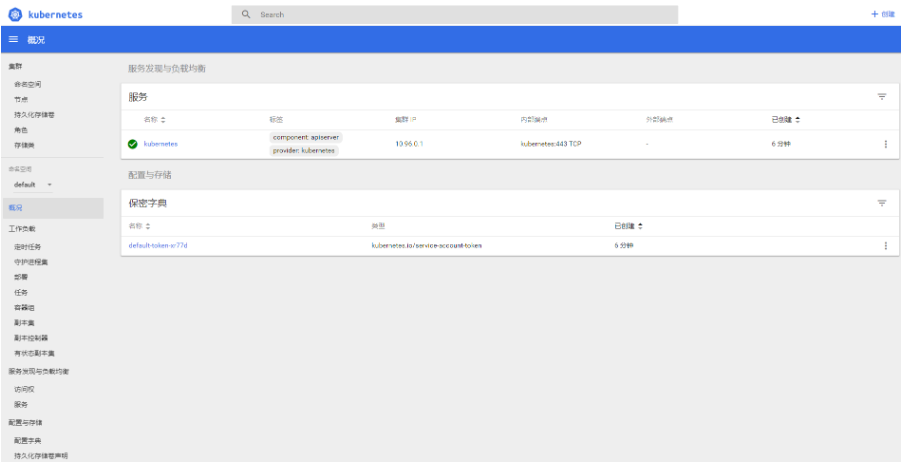 kubernetes
Search
+ 创建
概况
集群
命名空间
节点
持久化存储卷
角色
存储类
命名空间
default
概况
工作负载
定时任务
守护进程集
部署
任务
容器组
副本集
副本控制器
有状态副本集
服务发现与负载均衡
访问权
服务
配置与存储
配置字典
持久化存储卷声明
服务发现与负载均衡
服务
名称 标签 集群 IP 内部端点 外部端点 已创建
kubernetes component: apiserver 10.96.0.1 kubernetes:443 TCP - 6 分钟
provider: kubernetes
配置与存储
保密字典
名称 类型 已创建
default-token-xr77d kubernetes.io/service-account-token 6 分钟